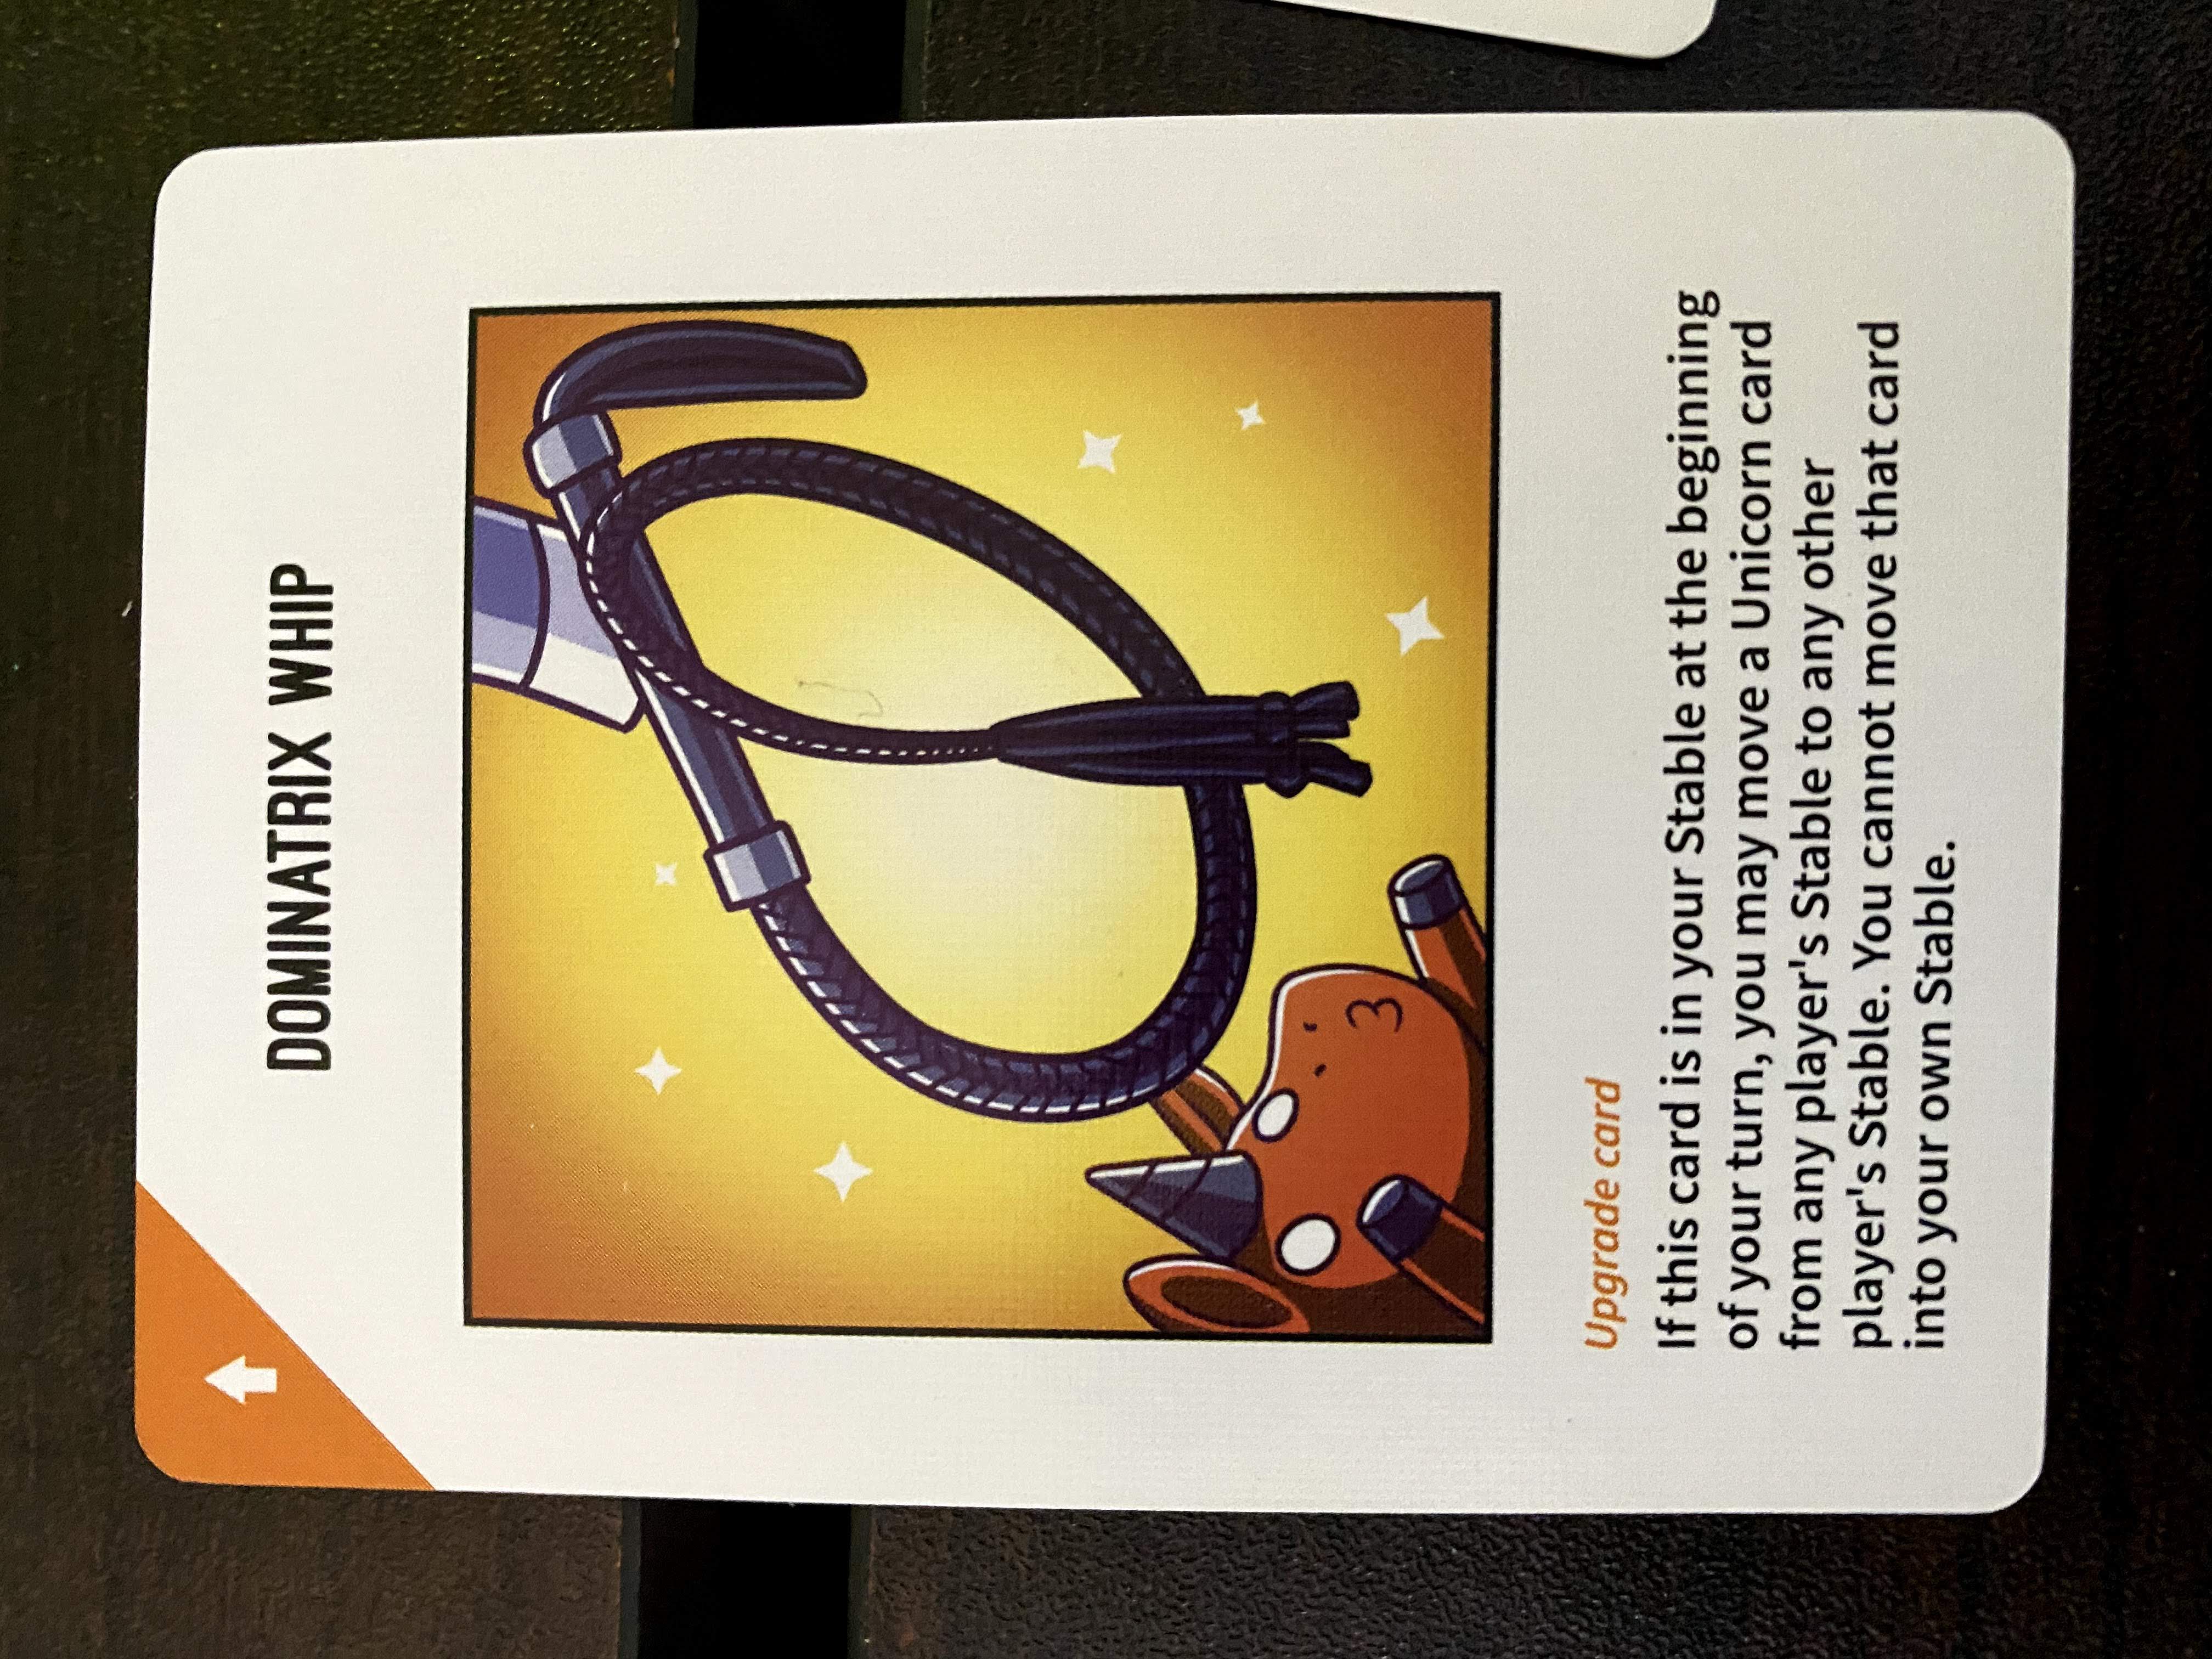 DOMINATRIX WHIP
Upgrade card
If this card is in your Stable at the beginning
of your turn, you may move a Unicorn card
from any player's Stable to any other
player's Stable. You cannot move that card
into your own Stable.